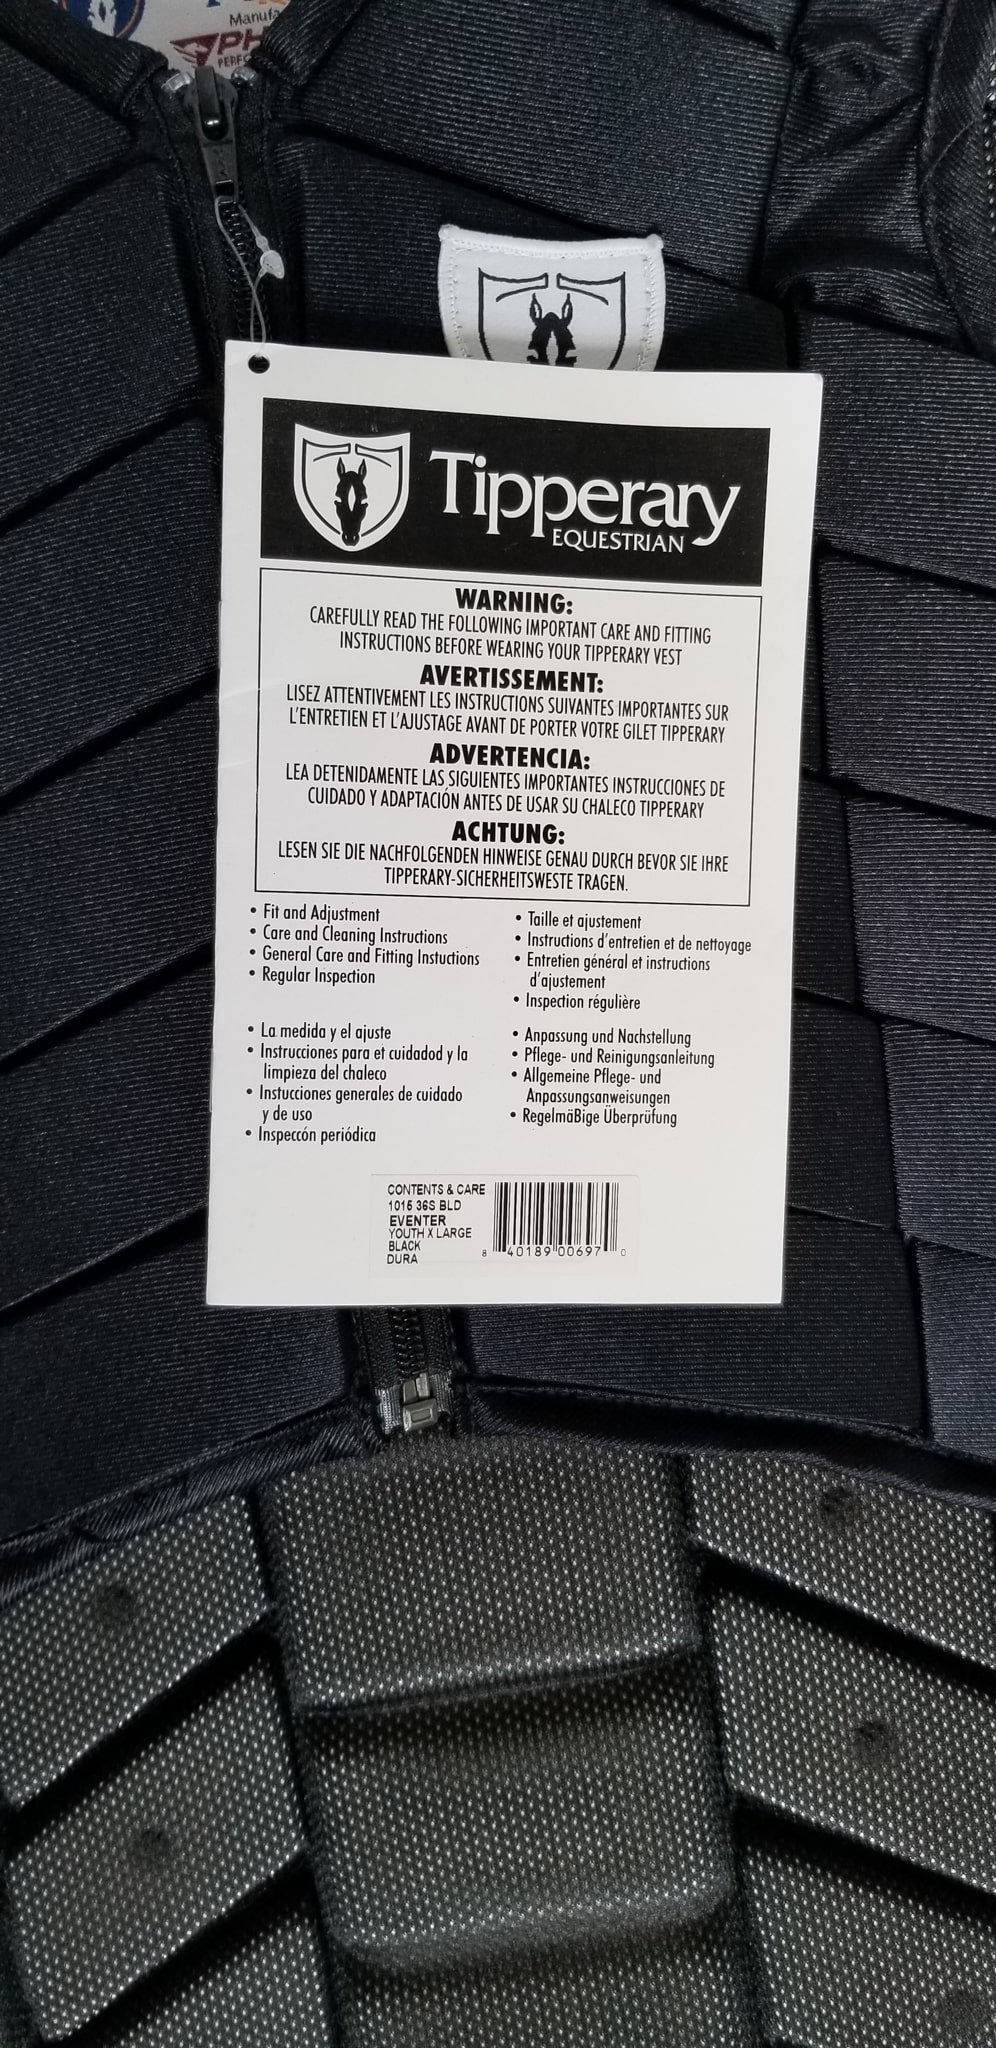 Manufa
PH
PERFO
Tipperary
EQUESTRIAN
WARNING:
CAREFULLY READ THE FOLLOWING IMPORTANT CARE AND FITTING
INSTRUCTIONS BEFORE WEARING YOUR TIPPERARY VEST
AVERTISSEMENT:
LISEZ ATTENTIVEMENT LES INSTRUCTIONS SUIVANTES IMPORTANTES SUR
L'ENTRETIEN ET L'AJUSTAGE AVANT DE PORTER VOTRE GILET TIPPERARY
ADVERTENCIA:
LEA DETENIDAMENTE LAS SIGUIENTES IMPORTANTES INSTRUCCIONES DE
CUIDADO Y ADAPTACIÓN ANTES DE USAR SU CHALECO TIPPERARY
ACHTUNG:
LESEN SIE DIE NACHFOLGENDEN HINWEISE GENAU DURCH BEVOR SIE IHRE
TIPPERARY-SICHERHEITSWESTE TRAGEN.
• Fit and Adjustment
• Care and Cleaning Instructions
• General Care and Fitting Instuctions
• Regular Inspection
• Taille et ajustement
• Instructions d'entretien et de nettoyage
• Entretien général et instructions
d'ajustement
• Inspection régulière
• La medida y el ajuste
• Instrucciones para et cuidadod y la
limpieza del chaleco
• Instucciones generales de cuidado
y de uso
• Inspeccón periódica
• Anpassung und Nachstellung
• Pflege- und Reinigungsanleitung
• Allgemeine Pflege- und
Anpassungsanweisungen
• RegelmäBige Überprüfung
CONTENTS & CARE
1015 36S BLD
EVENTER
YOUTH X LARGE
BLACK
DURA
8 40189 00697 0